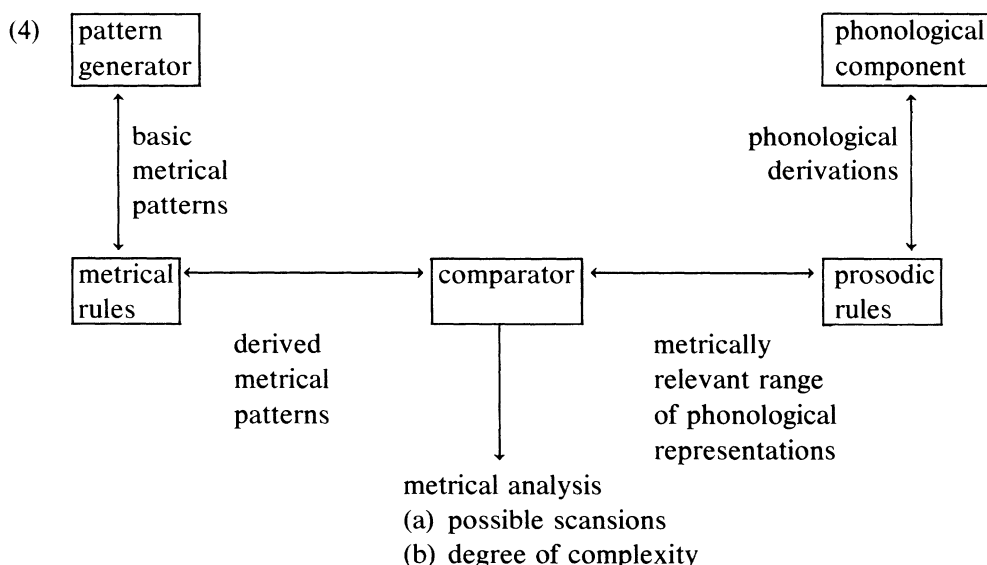 (4)
pattern
generator
phonological
component
basic
metrical
patterns
phonological
derivations
metrical
rules
comparator
prosodic
rules
derived
metrical
patterns
metrically
relevant range
of phonological
representations
metrical analysis
(a) possible scansions
(b) degree of complexity